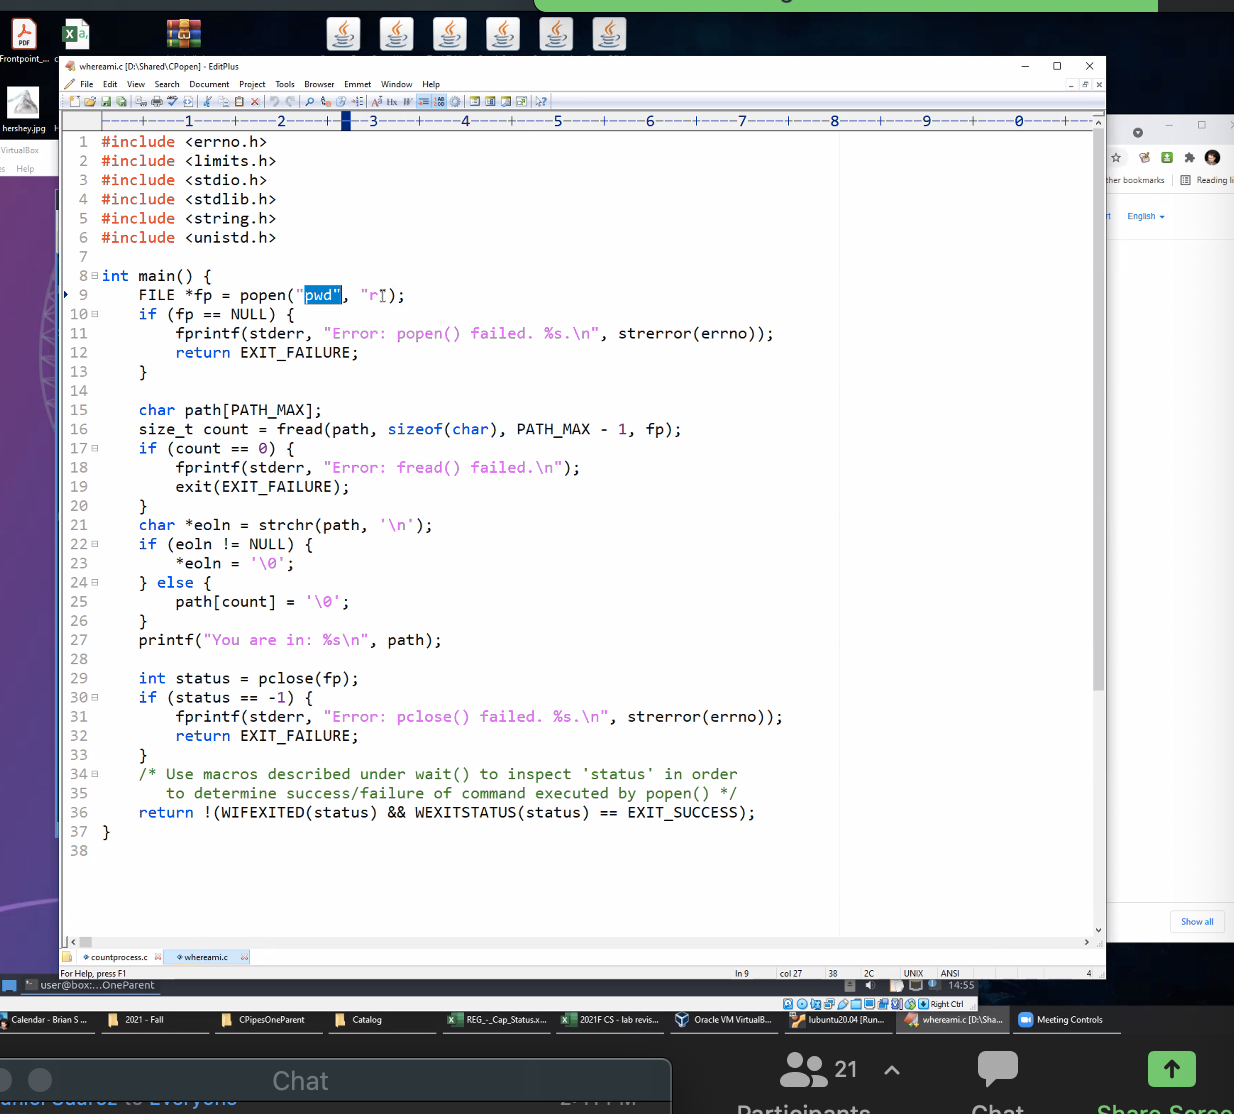 Frontpoint_...
hershey.jpg
VirtualBox
Help
whereami.c [D:\Shared\CPopen] - EditPlus
File Edit View Search Document Project Tools Browser Emmet Window Help
----+----1----+----2----+----3----+----4----+----5----+----6----+----7----+----8----+----9----+----0----+--
1 #include <errno.h>
2 #include <limits.h>
3 #include <stdio.h>
4 #include <stdlib.h>
5 #include <string.h>
6 #include <unistd.h>
7
8 int main() {
9 FILE *fp = popen("pwd", "r");
10 if (fp == NULL) {
11 fprintf(stderr, "Error: popen() failed. %s.\n", strerror(errno));
12 return EXIT_FAILURE;
13 }
14
15 char path[PATH_MAX];
16 size_t count = fread(path, sizeof(char), PATH_MAX - 1, fp);
17 if (count == 0) {
18 fprintf(stderr, "Error: fread() failed.\n");
19 exit(EXIT_FAILURE);
20 }
21 char *eoln = strchr(path, '\n');
22 if (eoln != NULL) {
23 *eoln = '\0';
24 } else {
25 path[count] = '\0';
26 }
27 printf("You are in: %s\n", path);
28
29 int status = pclose(fp);
30 if (status == -1) {
31 fprintf(stderr, "Error: pclose() failed. %s.\n", strerror(errno));
32 return EXIT_FAILURE;
33 }
34 /* Use macros described under wait() to inspect 'status' in order
35 to determine success/failure of command executed by popen() */
36 return !(WIFEXITED(status) && WEXITSTATUS(status) == EXIT_SUCCESS);
37 }
38
her bookmarks Reading li
English
Show all
countprocess.c whereami.c
For Help, press F1 ln 9 col 27 38 2C UNIX ANSI 4
user@box:...OneParent 14:55
Right Ctrl
Calendar - Brian S ... 2021 - Fall CPipesOneParent Catalog REG_-_Cap_Status.x... 2021F CS - lab revis... Oracle VM VirtualB... lubuntu20.04 [Run... whereami.c [D:\Sha... Meeting Controls
Chat
21
Participants Chat Share Scree
to Everyone